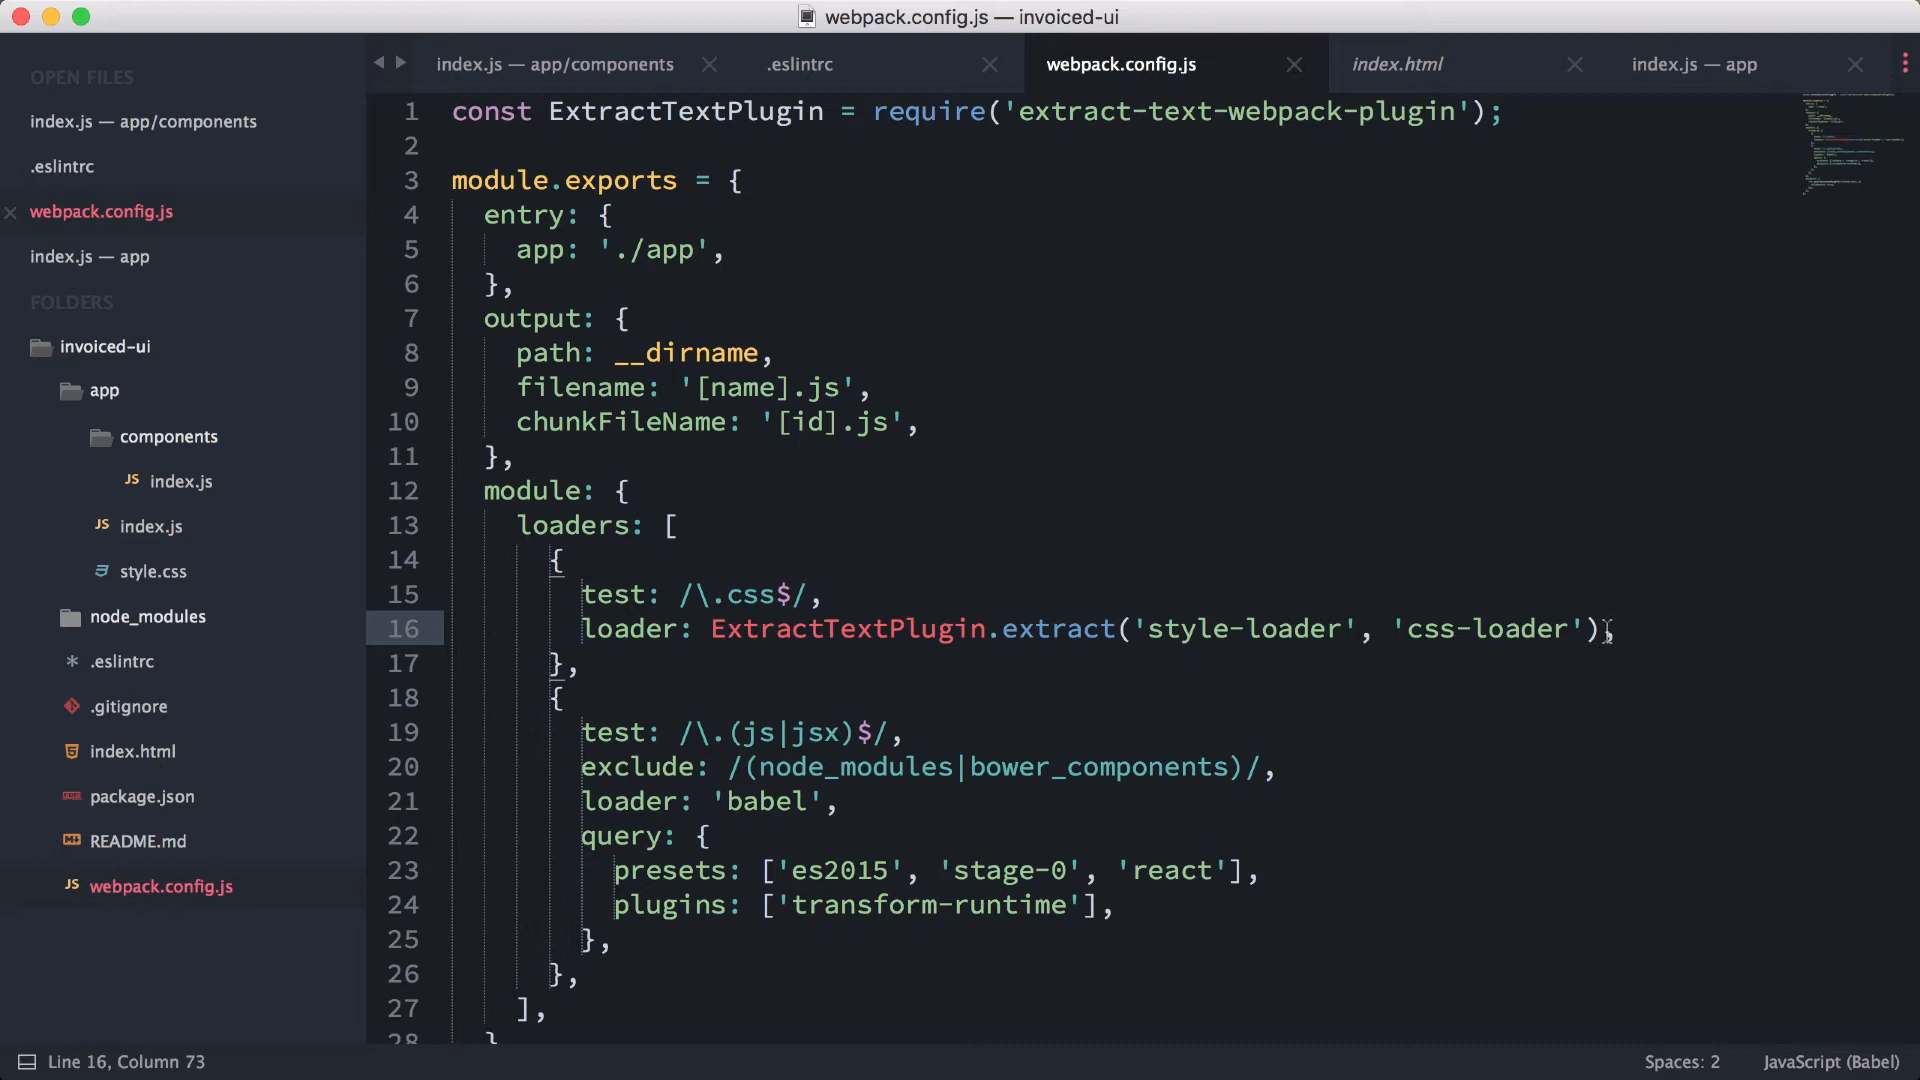 webpack.config.js — invoiced-ui
OPEN FILES
index.js — app/components
.eslintrc
webpack.config.js
index.js — app
FOLDERS
invoiced-ui
app
components
JS index.js
JS index.js
style.css
node_modules
* .eslintrc
.gitignore
index.html
package.json
README.md
JS webpack.config.js
index.js — app/components
.eslintrc
webpack.config.js
index.html
index.js — app
1 const ExtractTextPlugin = require('extract-text-webpack-plugin');
2
3 module.exports = {
4 entry: {
5 app: './app',
6 },
7 output: {
8 path: __dirname,
9 filename: '[name].js',
10 chunkFileName: '[id].js',
11 },
12 module: {
13 loaders: [
14 {
15 test: /\.css$/,
16 loader: ExtractTextPlugin.extract('style-loader', 'css-loader'),
17 },
18 {
19 test: /\.(js|jsx)$/,
20 exclude: /(node_modules|bower_components)/,
21 loader: 'babel',
22 query: {
23 presets: ['es2015', 'stage-0', 'react'],
24 plugins: ['transform-runtime'],
25 },
26 },
27 ],
28 }
Line 16, Column 73
Spaces: 2
JavaScript (Babel)